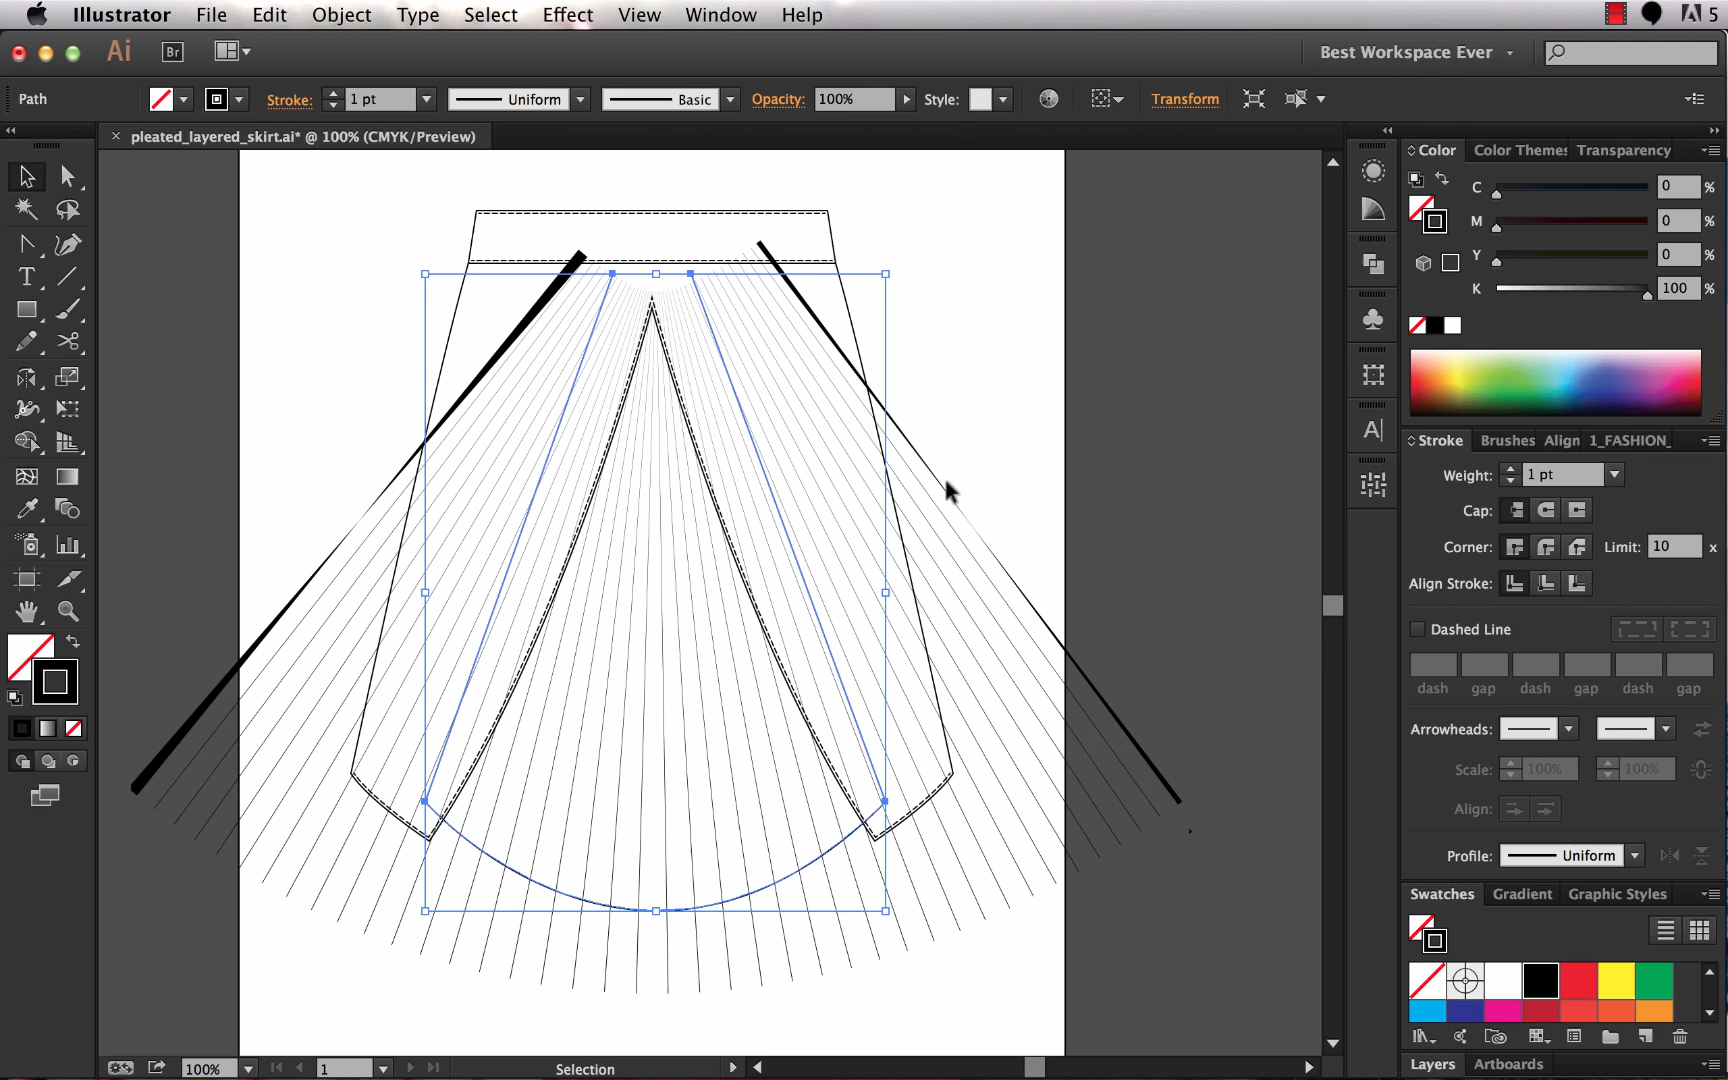 Illustrator File Edit Object Type Select Effect View Window Help 5
Ai Br Best Workspace Ever
Path Stroke: 1 pt Uniform Basic Opacity: 100% Style: Transform
× pleated_layered_skirt.ai* @ 100% (CMYK/Preview)
Color Color Themes Transparency
C 0 %
M 0 %
Y 0 %
K 100 %
Stroke Brushes Align 1_FASHION_
Weight: 1 pt
Cap:
Corner: Limit: 10 x
Align Stroke:
Dashed Line
dash gap dash gap dash gap
Arrowheads:
Scale: 100% 100%
Align:
Profile: Uniform
Swatches Gradient Graphic Styles
Layers Artboards
100% 1 Selection